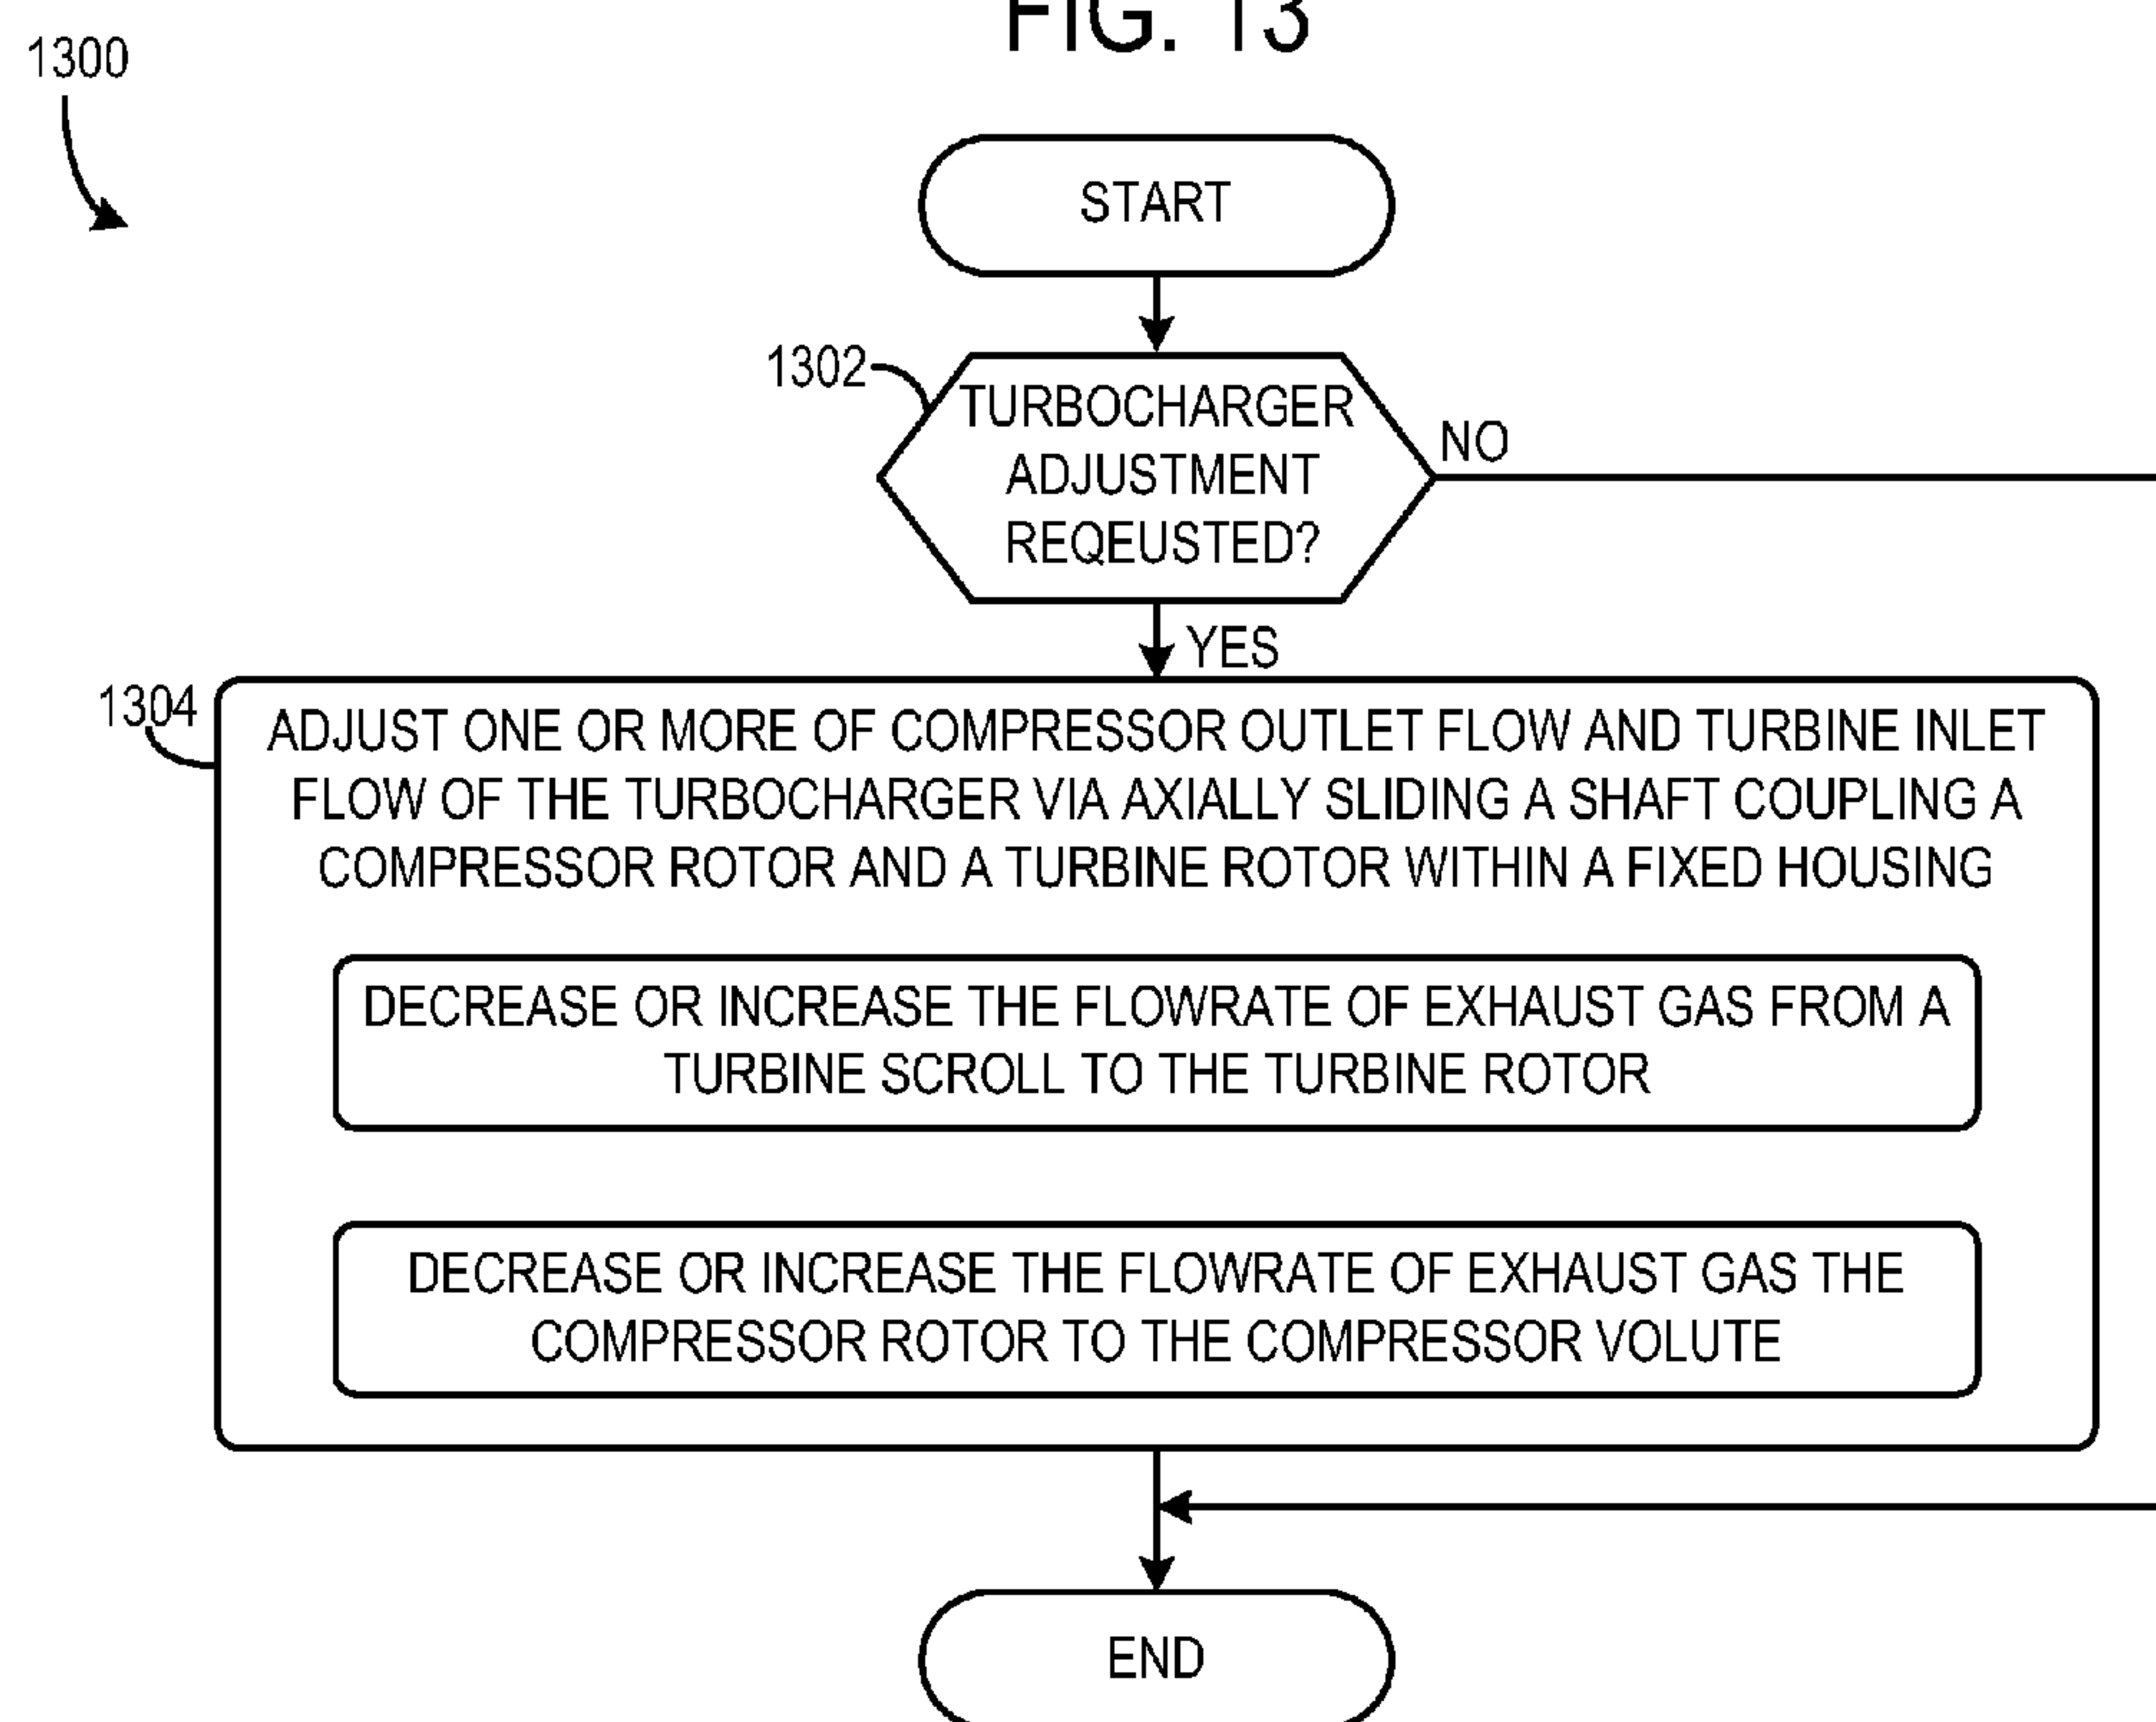 FIG. 13
1300
START
1302
TURBOCHARGER
ADJUSTMENT
REQEUSTED?
NO
YES
1304
ADJUST ONE OR MORE OF COMPRESSOR OUTLET FLOW AND TURBINE INLET
FLOW OF THE TURBOCHARGER VIA AXIALLY SLIDING A SHAFT COUPLING A
COMPRESSOR ROTOR AND A TURBINE ROTOR WITHIN A FIXED HOUSING
DECREASE OR INCREASE THE FLOWRATE OF EXHAUST GAS FROM A
TURBINE SCROLL TO THE TURBINE ROTOR
DECREASE OR INCREASE THE FLOWRATE OF EXHAUST GAS THE
COMPRESSOR ROTOR TO THE COMPRESSOR VOLUTE
END